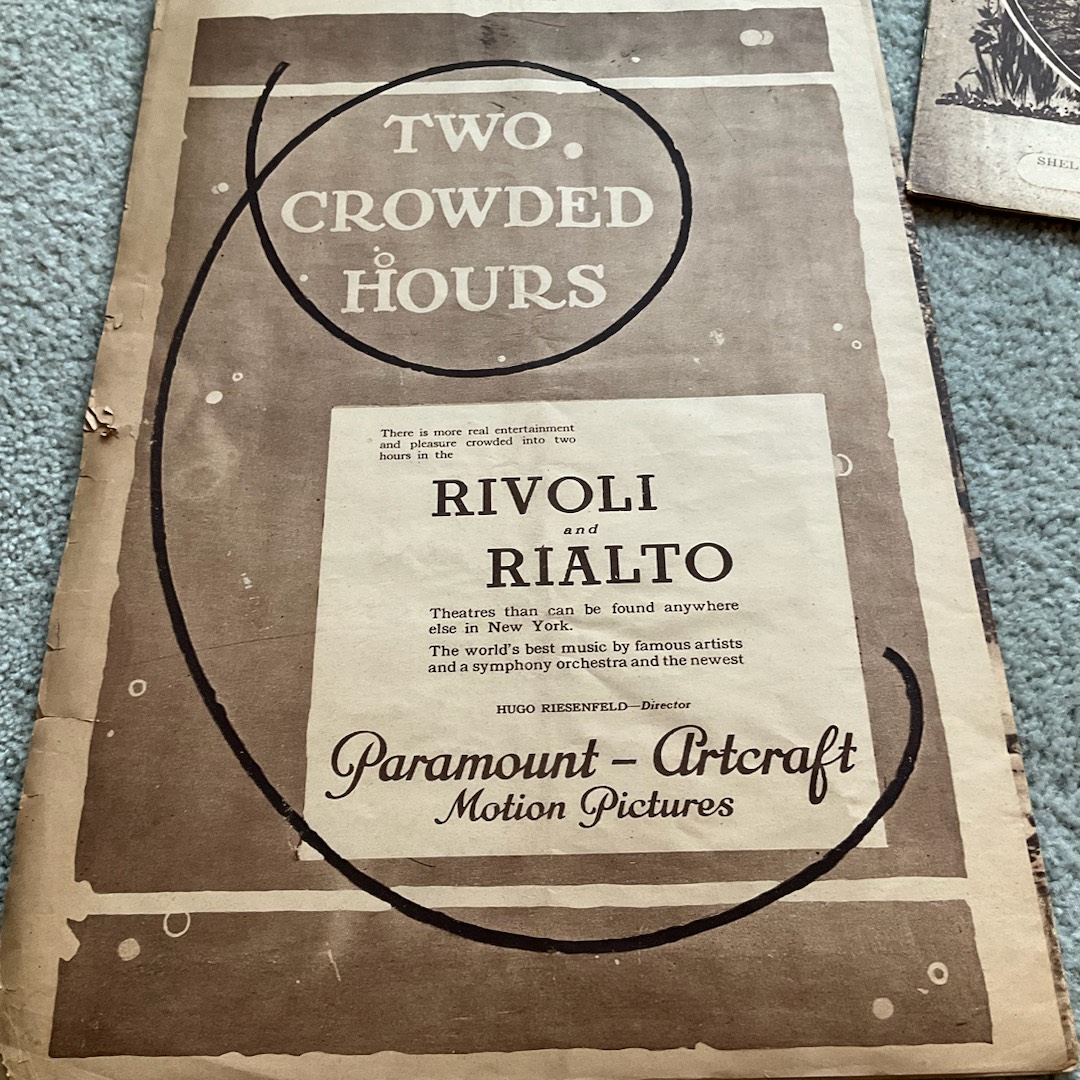 TWO
CROWDED
HOURS
There is more real entertainment
and pleasure crowded into two
hours in the
RIVOLI
and
RIALTO
Theatres than can be found anywhere
else in New York.
The world's best music by famous artists
and a symphony orchestra and the newest
HUGO RIESENFELD—Director
Paramount – Artcraft
Motion Pictures